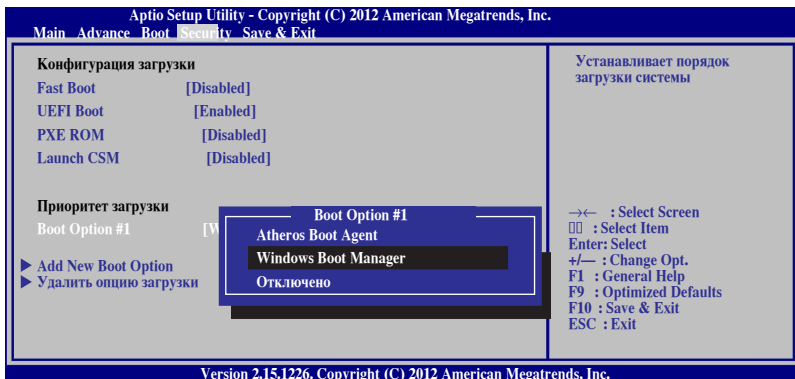 Aptio Setup Utility - Copyright (C) 2012 American Megatrends, Inc.
Main Advance Boot Security Save & Exit
Конфигурация загрузки
Fast Boot [Disabled]
UEFI Boot [Enabled]
PXE ROM [Disabled]
Launch CSM [Disabled]
Приоритет загрузки
Boot Option #1 [W
Add New Boot Option
Удалить опцию загрузки
Boot Option #1
Atheros Boot Agent
Windows Boot Manager
Отключено
Устанавливает порядок
загрузки системы
→← : Select Screen
▯▯ : Select Item
Enter: Select
+/— : Change Opt.
F1 : General Help
F9 : Optimized Defaults
F10 : Save & Exit
ESC : Exit
Version 2.15.1226. Copyright (C) 2012 American Megatrends, Inc.